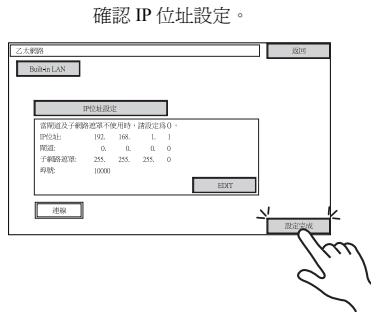 確認 IP 位址設定。
乙太網路 返回
Built-in LAN
IP位址設定
當閘道及子網路遮罩不使用時，請設定為0。
IP位址: 192. 168. 1. 1
閘道: 0. 0. 0. 0
子網路遮罩: 255. 255. 255. 0
埠號: 10000
EDIT
連線
設定完成